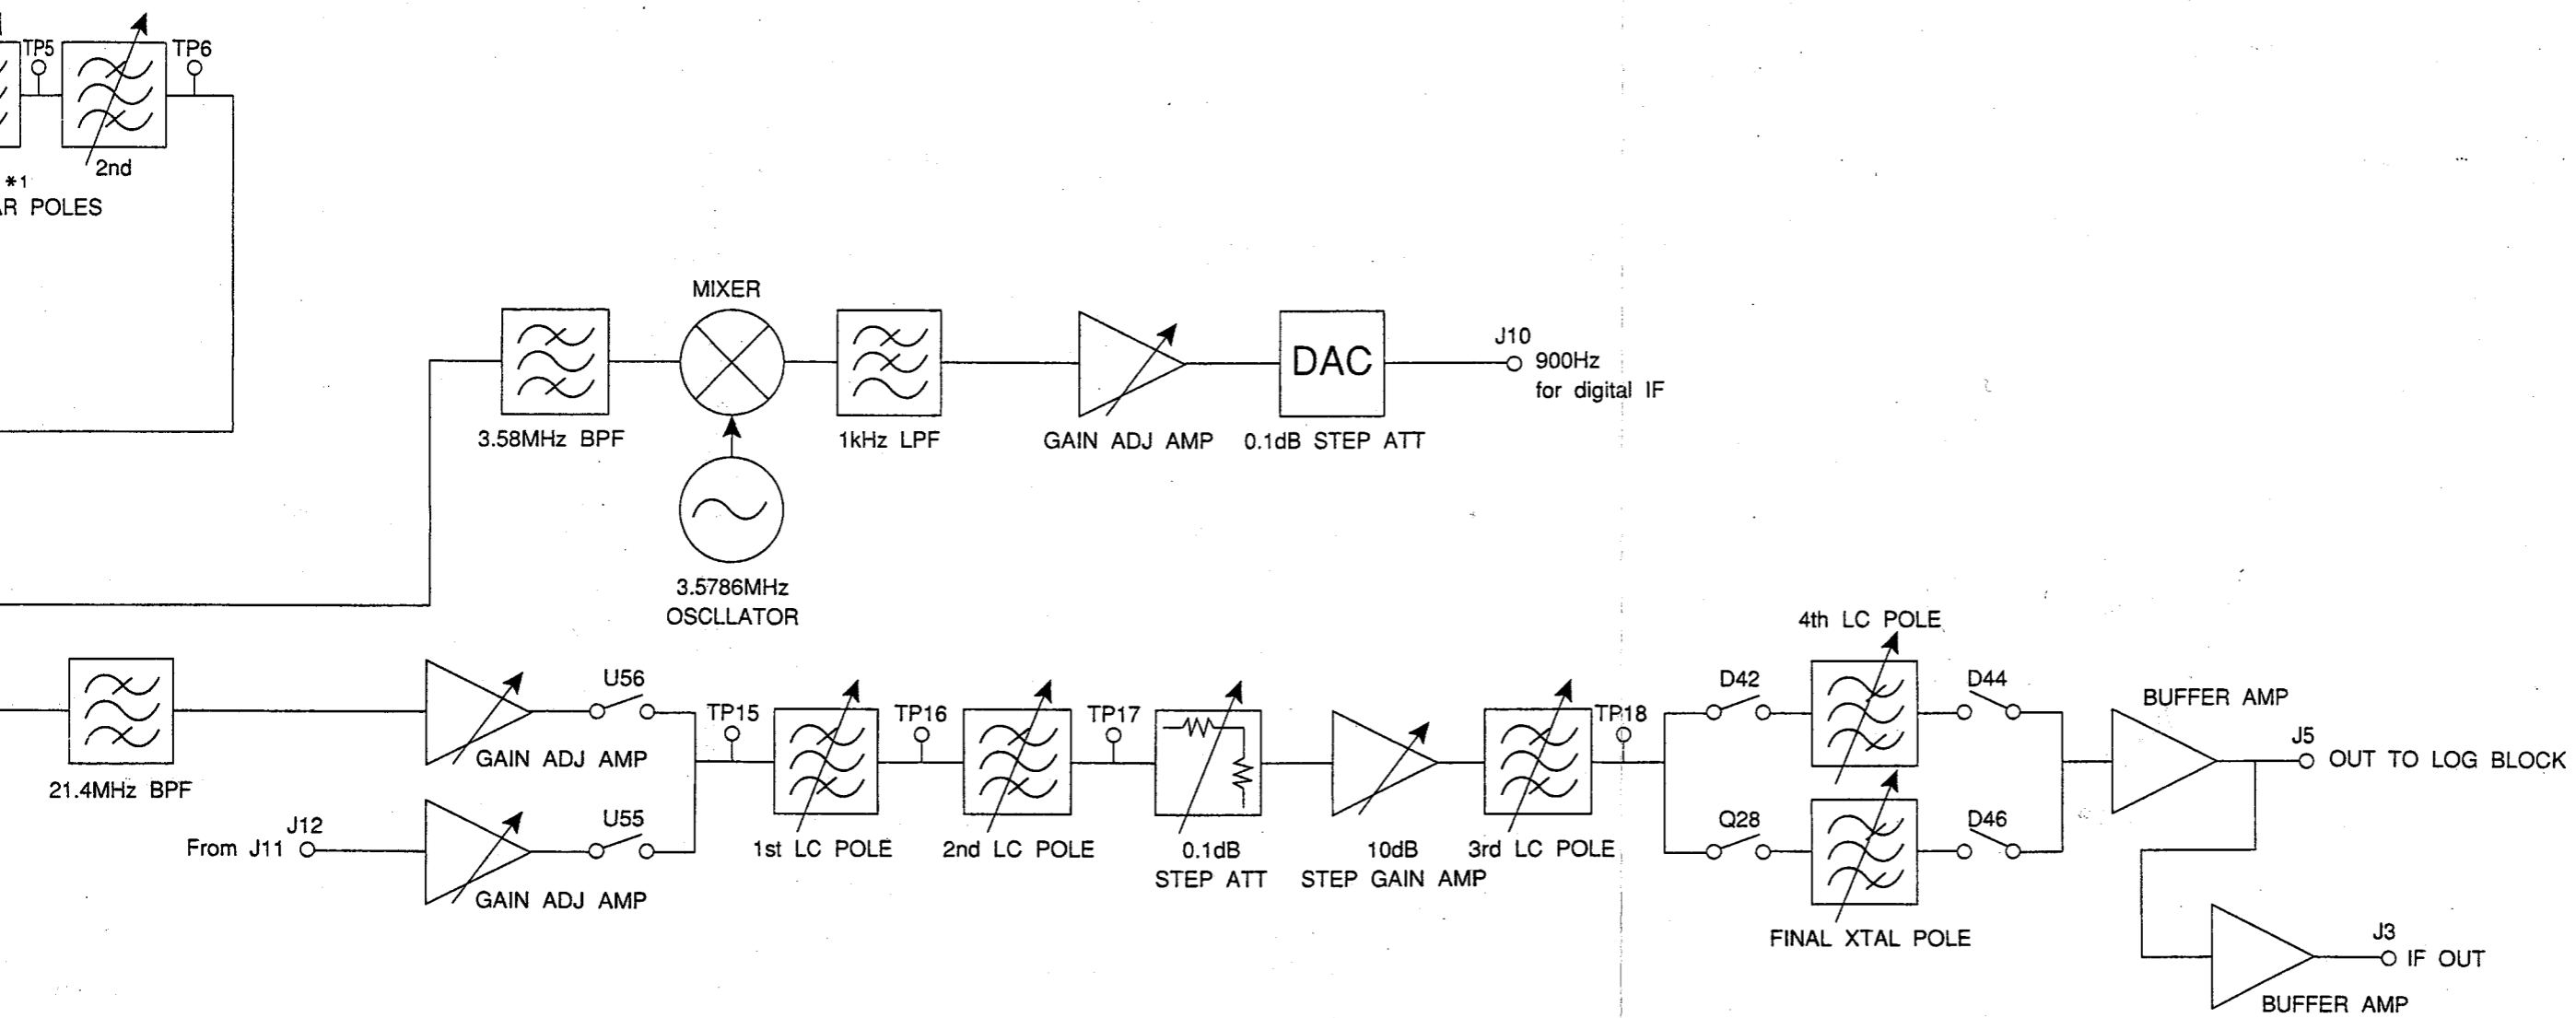 TP5
TP6
2nd
*1
AR POLES
MIXER
J10
900Hz
for digital IF
DAC
3.58MHz BPF
1kHz LPF
GAIN ADJ AMP
0.1dB STEP ATT
3.5786MHz
OSCLLATOR
4th LC POLE
U56
D42
D44
BUFFER AMP
TP15
TP16
TP17
TP18
J5
OUT TO LOG BLOCK
GAIN ADJ AMP
21.4MHz BPF
J12
From J11
U55
Q28
D46
1st LC POLE
2nd LC POLE
0.1dB
STEP ATT
10dB
STEP GAIN AMP
3rd LC POLE
GAIN ADJ AMP
FINAL XTAL POLE
J3
IF OUT
BUFFER AMP